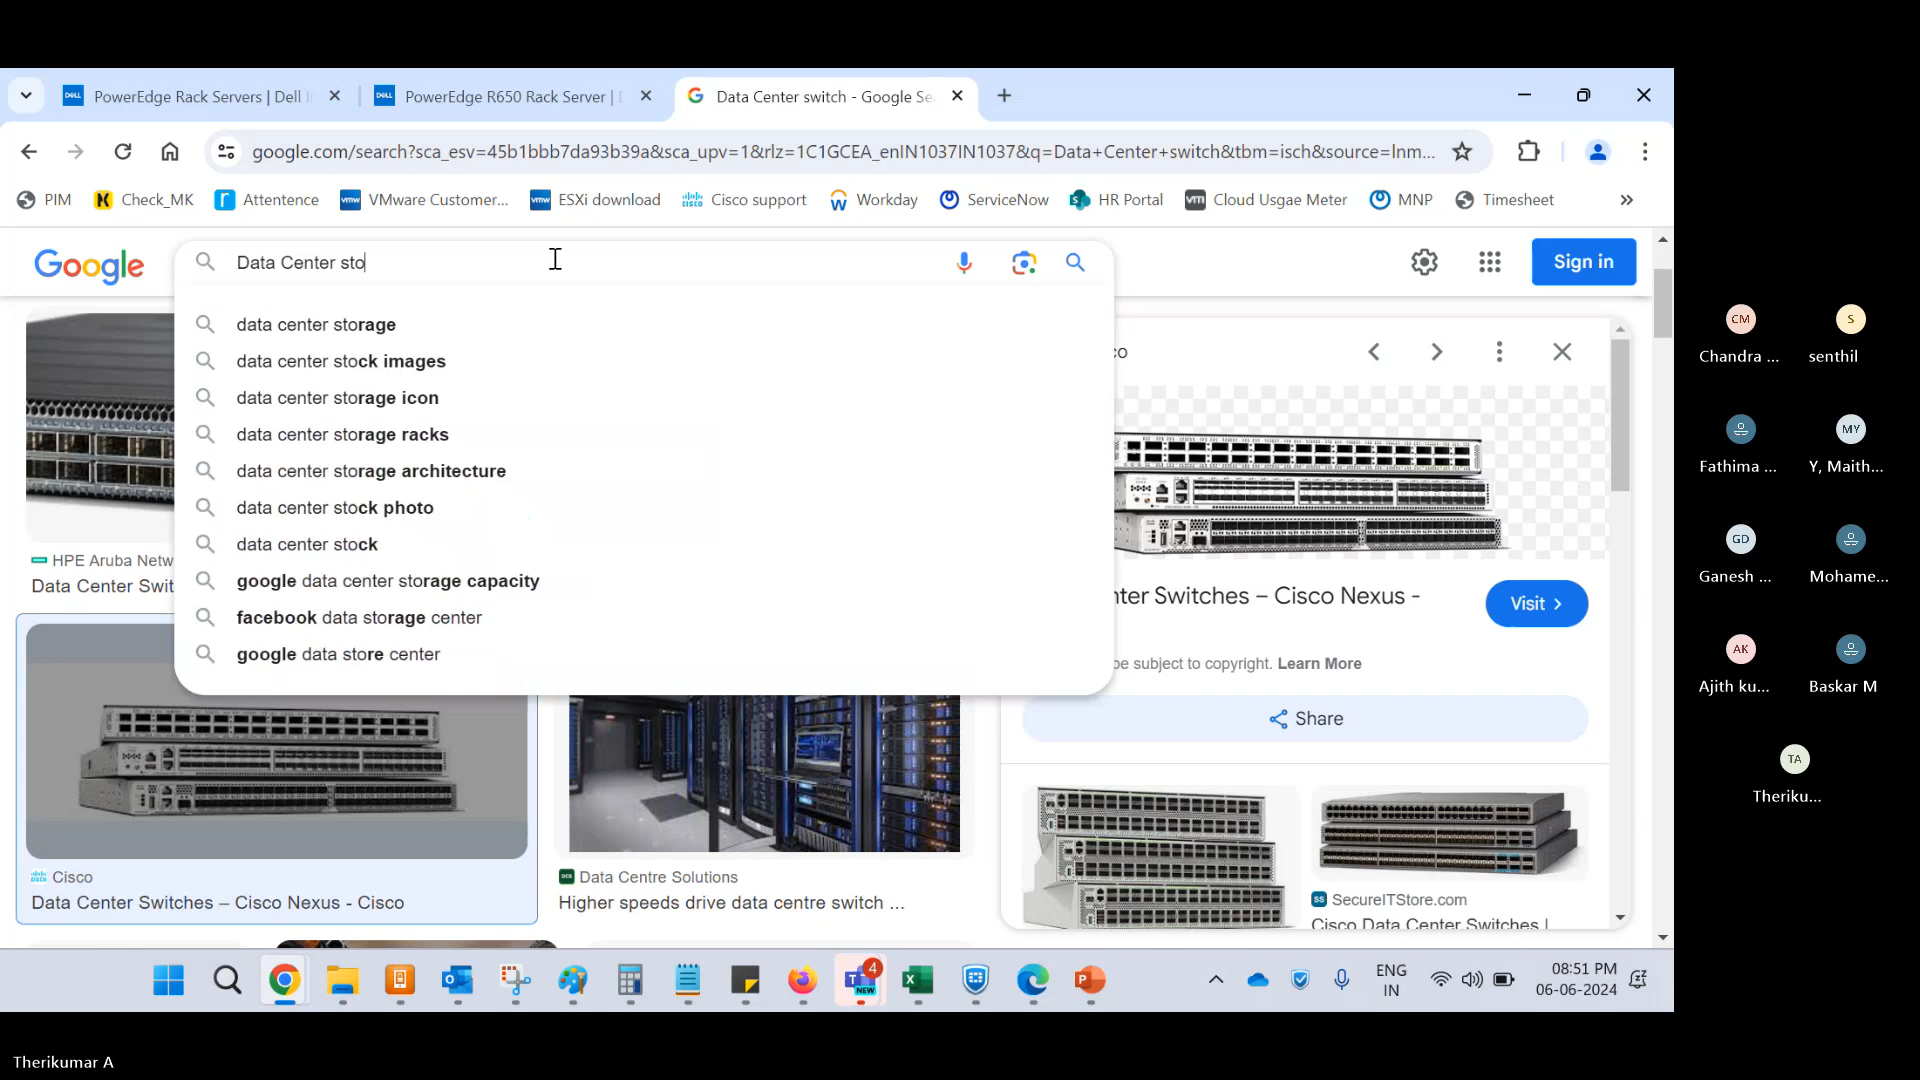 PowerEdge Rack Servers | Dell
PowerEdge R650 Rack Server |
Data Center switch - Google Se
google.com/search?sca_esv=45b1bbb7da93b39a&sca_upv=1&rlz=1C1GCEA_enIN1037IN1037&q=Data+Center+switch&tbm=isch&source=lnm...
PIM
Check_MK
Attentence
VMware Customer...
ESXi download
Cisco support
Workday
ServiceNow
HR Portal
Cloud Usgae Meter
MNP
Timesheet
Google
Data Center sto
Sign in
data center storage
data center stock images
data center storage icon
data center storage racks
data center storage architecture
data center stock photo
data center stock
google data center storage capacity
facebook data storage center
google data store center
HPE Aruba Netw
Data Center Swit
co
nter Switches – Cisco Nexus -
Visit
be subject to copyright. Learn More
Share
Cisco
Data Center Switches – Cisco Nexus - Cisco
Data Centre Solutions
Higher speeds drive data centre switch ...
SecureITStore.com
Cisco Data Center Switches |
CM
Chandra ...
S
senthil
Fathima ...
MY
Y, Maith...
GD
Ganesh ...
Mohame...
AK
Ajith ku...
Baskar M
TA
Theriku...
4
NEW
ENG
IN
08:51 PM
06-06-2024
Therikumar A